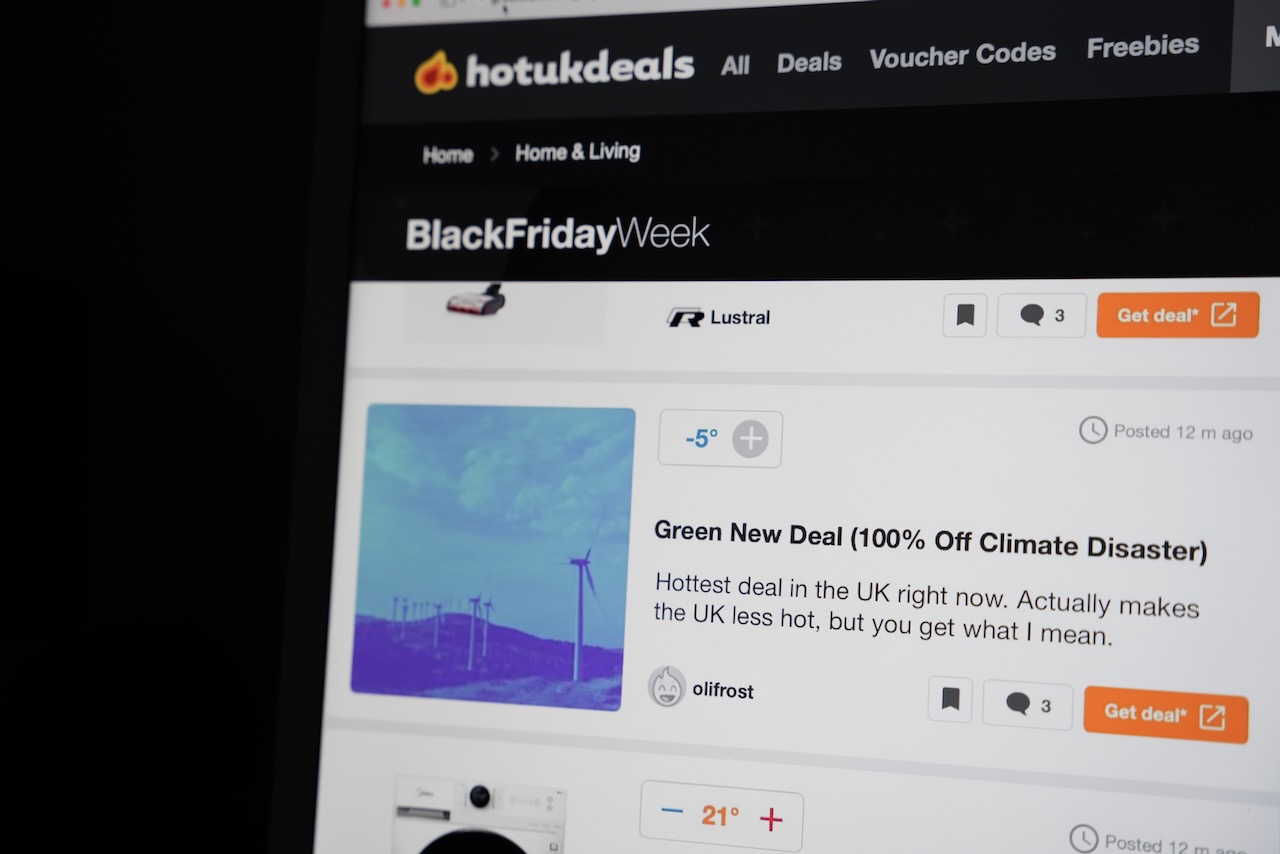 hotukdeals All Deals Voucher Codes Freebies
Home > Home & Living
BlackFridayWeek
Lustral 3 Get deal*
-5° Posted 12 m ago
Green New Deal (100% Off Climate Disaster)
Hottest deal in the UK right now. Actually makes
the UK less hot, but you get what I mean.
olifrost 3 Get deal*
Midea
21° Posted 12 m ago